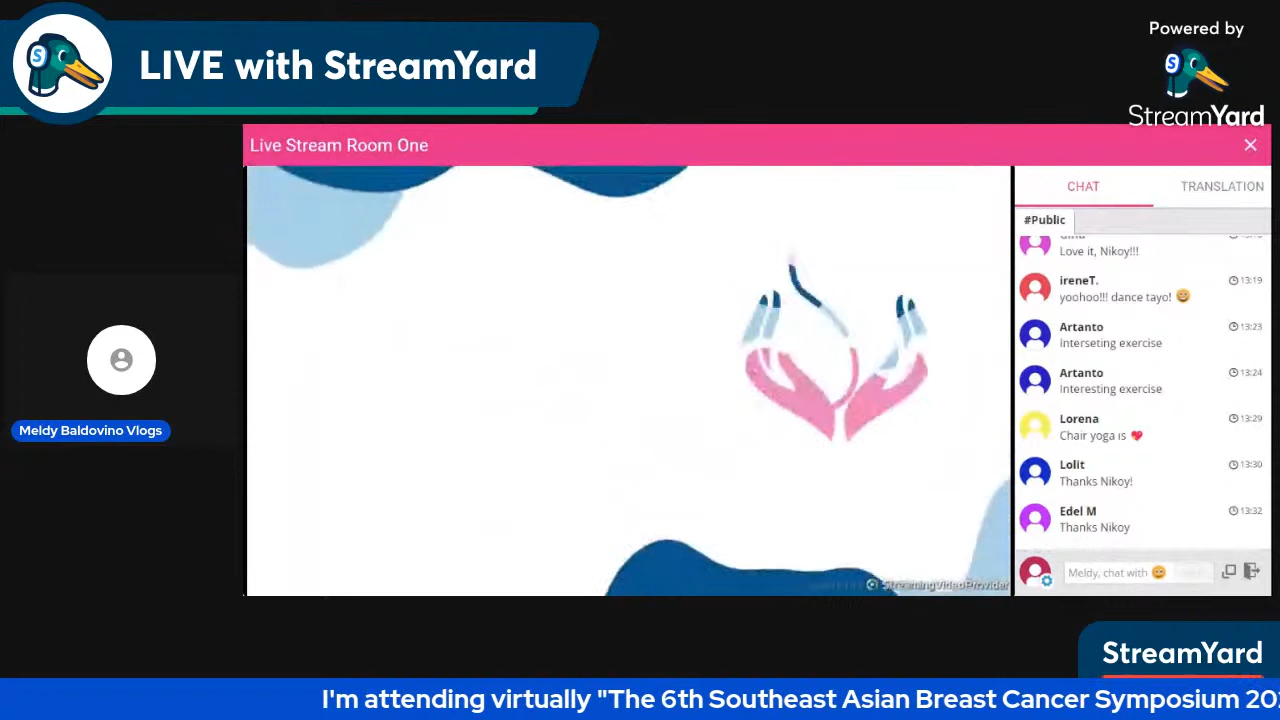 S
LIVE with StreamYard
Powered by
S
StreamYard
Live Stream Room One
CHAT
TRANSLATION
#Public
Love it, Nikoy!!!
ireneT.
13:19
yoohoo!!! dance tayo! 😄
Artanto
13:23
Interseting exercise
Artanto
13:24
Interesting exercise
Lorena
13:29
Chair yoga is 💖
Lolit
13:30
Thanks Nikoy!
Edel M
13:32
Thanks Nikoy
Meldy, chat with 😄
StreamingVideoProvider
Meldy Baldovino Vlogs
StreamYard
I'm attending virtually "The 6th Southeast Asian Breast Cancer Symposium